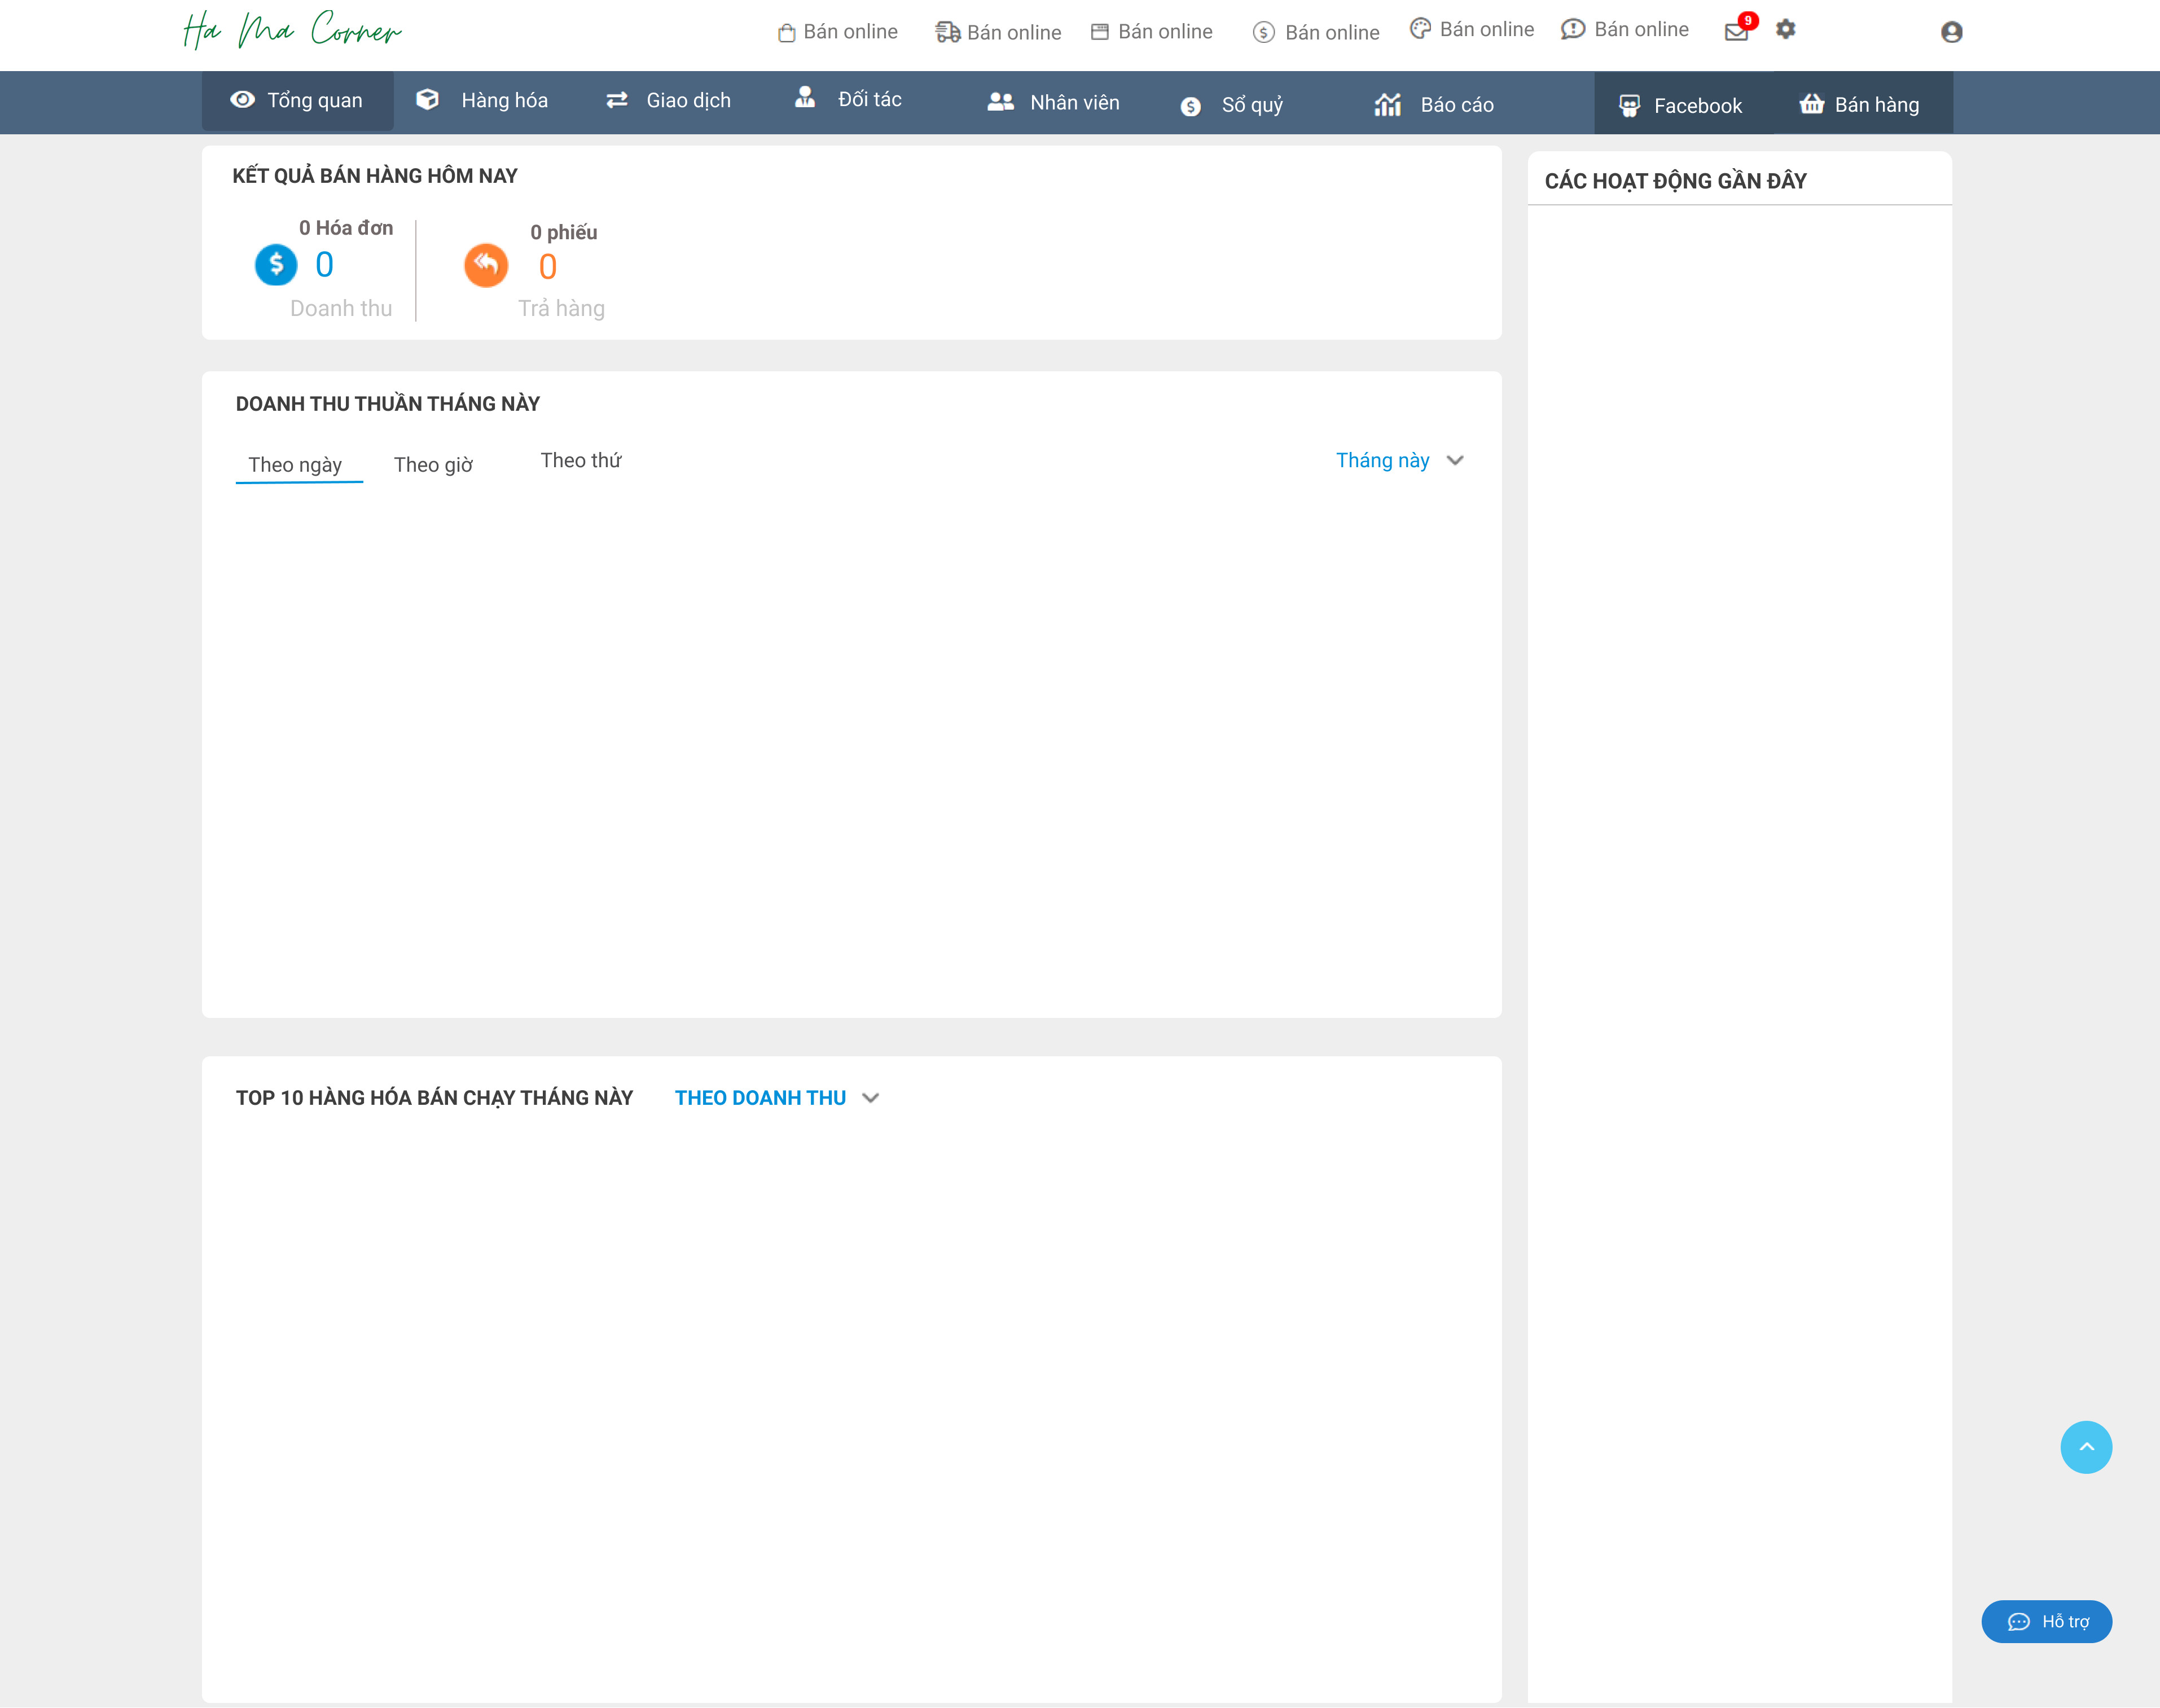 Ha Ma Corner
Bán online
Bán online
Bán online
Bán online
Bán online
Bán online
9
Tổng quan
Hàng hóa
Giao dịch
Đối tác
Nhân viên
Sổ quỷ
Báo cáo
Facebook
Bán hàng
KẾT QUẢ BÁN HÀNG HÔM NAY
0 Hóa đơn
0
Doanh thu
0 phiếu
0
Trả hàng
CÁC HOẠT ĐỘNG GẦN ĐÂY
DOANH THU THUẦN THÁNG NÀY
Theo ngày
Theo giờ
Theo thứ
Tháng này
TOP 10 HÀNG HÓA BÁN CHẠY THÁNG NÀY
THEO DOANH THU
Hỗ trợ